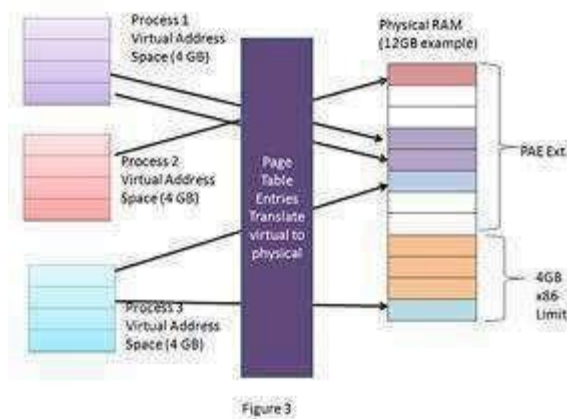 Process 1
Virtual Address
Space (4 GB)
Physical RAM
(12GB example)
Process 2
Virtual Address
Space (4 GB)
Page
Table
Entries
Translate
virtual to
physical
PAE Ext.
Process 3
Virtual Address
Space (4 GB)
4GB
x86
Limit
Figure 3